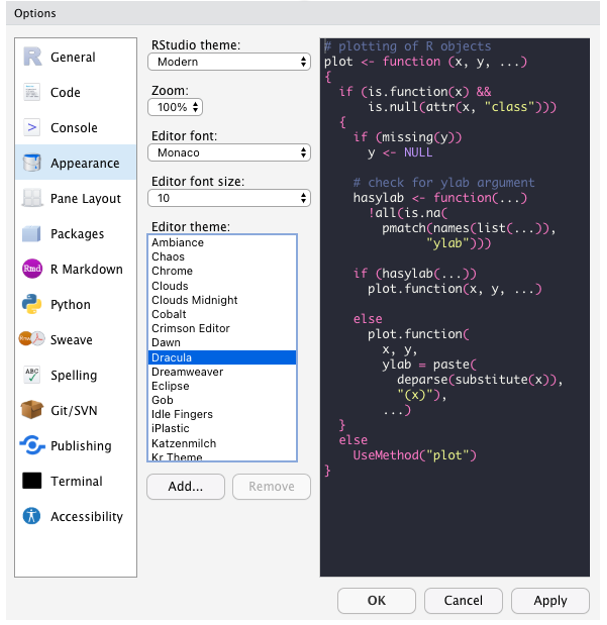 Options
R General
Code
> Console
Appearance
Pane Layout
Packages
Rmd R Markdown
Python
Sweave
ABC Spelling
Git/SVN
Publishing
Terminal
Accessibility
RStudio theme:
Modern
Zoom:
100%
Editor font:
Monaco
Editor font size:
10
Editor theme:
Ambiance
Chaos
Chrome
Clouds
Clouds Midnight
Cobalt
Crimson Editor
Dawn
Dracula
Dreamweaver
Eclipse
Gob
Idle Fingers
iPlastic
Katzenmilch
Kr Theme
Add...
Remove
# plotting of R objects
plot <- function (x, y, ...)
{
  if (is.function(x) &&
      is.null(attr(x, "class")))
  {
    if (missing(y))
      y <- NULL

    # check for ylab argument
    hasylab <- function(...)
      !all(is.na(
        pmatch(names(list(...)),
              "ylab")))

    if (hasylab(...))
      plot.function(x, y, ...)

    else
      plot.function(
        x, y,
        ylab = paste(
          deparse(substitute(x)),
          "(x)"),
        ...)
  }
  else
    UseMethod("plot")
}
OK
Cancel
Apply